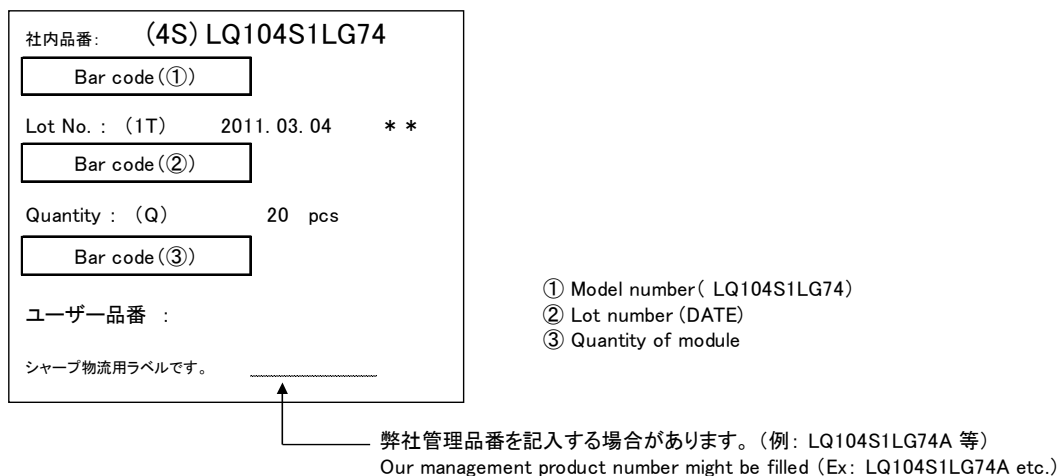 社内品番: (4S) LQ104S1LG74
Bar code(①)
Lot No. : (1T) 2011. 03. 04 * *
Bar code(②)
Quantity : (Q) 20 pcs
Bar code(③)
ユーザー品番 :
シャープ物流用ラベルです。
① Model number( LQ104S1LG74)
② Lot number (DATE)
③ Quantity of module
弊社管理品番を記入する場合があります。(例: LQ104S1LG74A 等)
Our management product number might be filled (Ex: LQ104S1LG74A etc.)